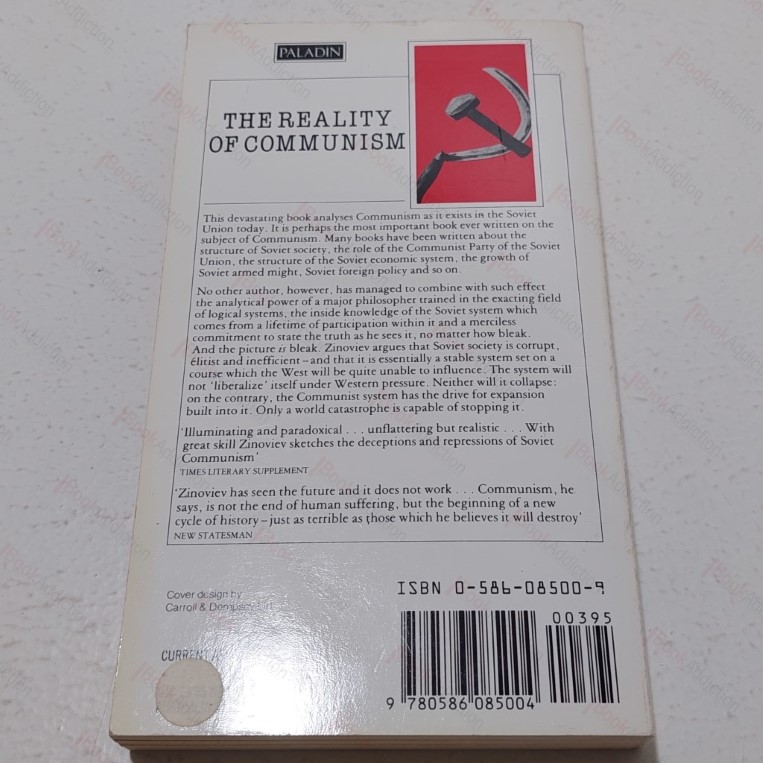 PALADIN
THE REALITY
OF COMMUNISM
This devastating book analyses Communism as it exists in the Soviet
Union today. It is perhaps the most important book ever written on the
subject of Communism. Many books have been written about the
structure of Soviet society, the role of the Communist Party of the Soviet
Union, the structure of the Soviet economic system, the growth of
Soviet armed might, Soviet foreign policy and so on.
No other author, however, has managed to combine with such effect
the analytical power of a major philosopher trained in the exacting field
of logical systems, the inside knowledge of the Soviet system which
comes from a lifetime of participation within it and a merciless
commitment to state the truth as he sees it, no matter how bleak.
And the picture is bleak. Zinoviev argues that Soviet society is corrupt,
élitist and inefficient – and that it is essentially a stable system set on a
course which the West will be quite unable to influence. The system will
not 'liberalize' itself under Western pressure. Neither will it collapse:
on the contrary, the Communist system has the drive for expansion
built into it. Only a world catastrophe is capable of stopping it.
'Illuminating and paradoxical . . . unflattering but realistic . . . With
great skill Zinoviev sketches the deceptions and repressions of Soviet
Communism'
TIMES LITERARY SUPPLEMENT
'Zinoviev has seen the future and it does not work . . . Communism, he
says, is not the end of human suffering, but the beginning of a new
cycle of history – just as terrible as those which he believes it will destroy'
NEW STATESMAN
Cover design by
Carroll &
ISBN 0-586-08500-9
00395
CURRENT
9 780586 085004
BookAddiction